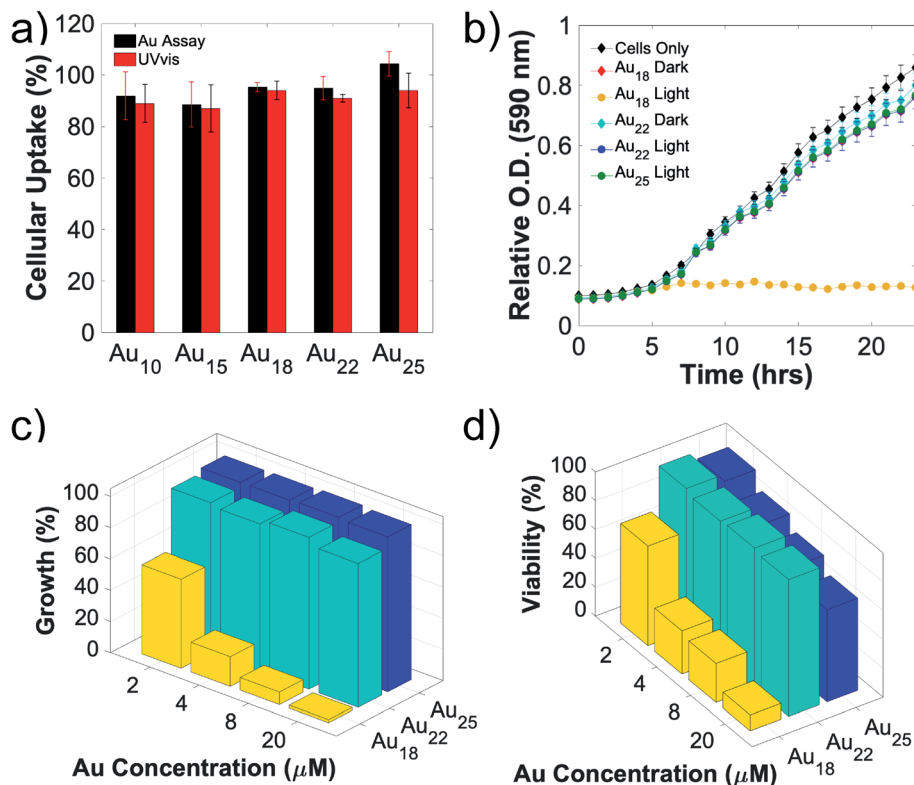 a)
120
100
80
60
40
20
0
Cellular Uptake (%)
Au Assay
UVvis
Au10
Au15
Au18
Au22
Au25
b)
1
0.8
0.6
0.4
0.2
0
Relative O.D. (590 nm)
Cells Only
Au18 Dark
Au18 Light
Au22 Dark
Au22 Light
Au25 Light
0
5
10
15
20
Time (hrs)
c)
100
80
60
40
20
0
Growth (%)
2
4
8
20
Au18
Au22
Au25
Au Concentration (μM)
d)
100
80
60
40
20
0
Viability (%)
2
4
8
20
Au18
Au22
Au25
Au Concentration (μM)